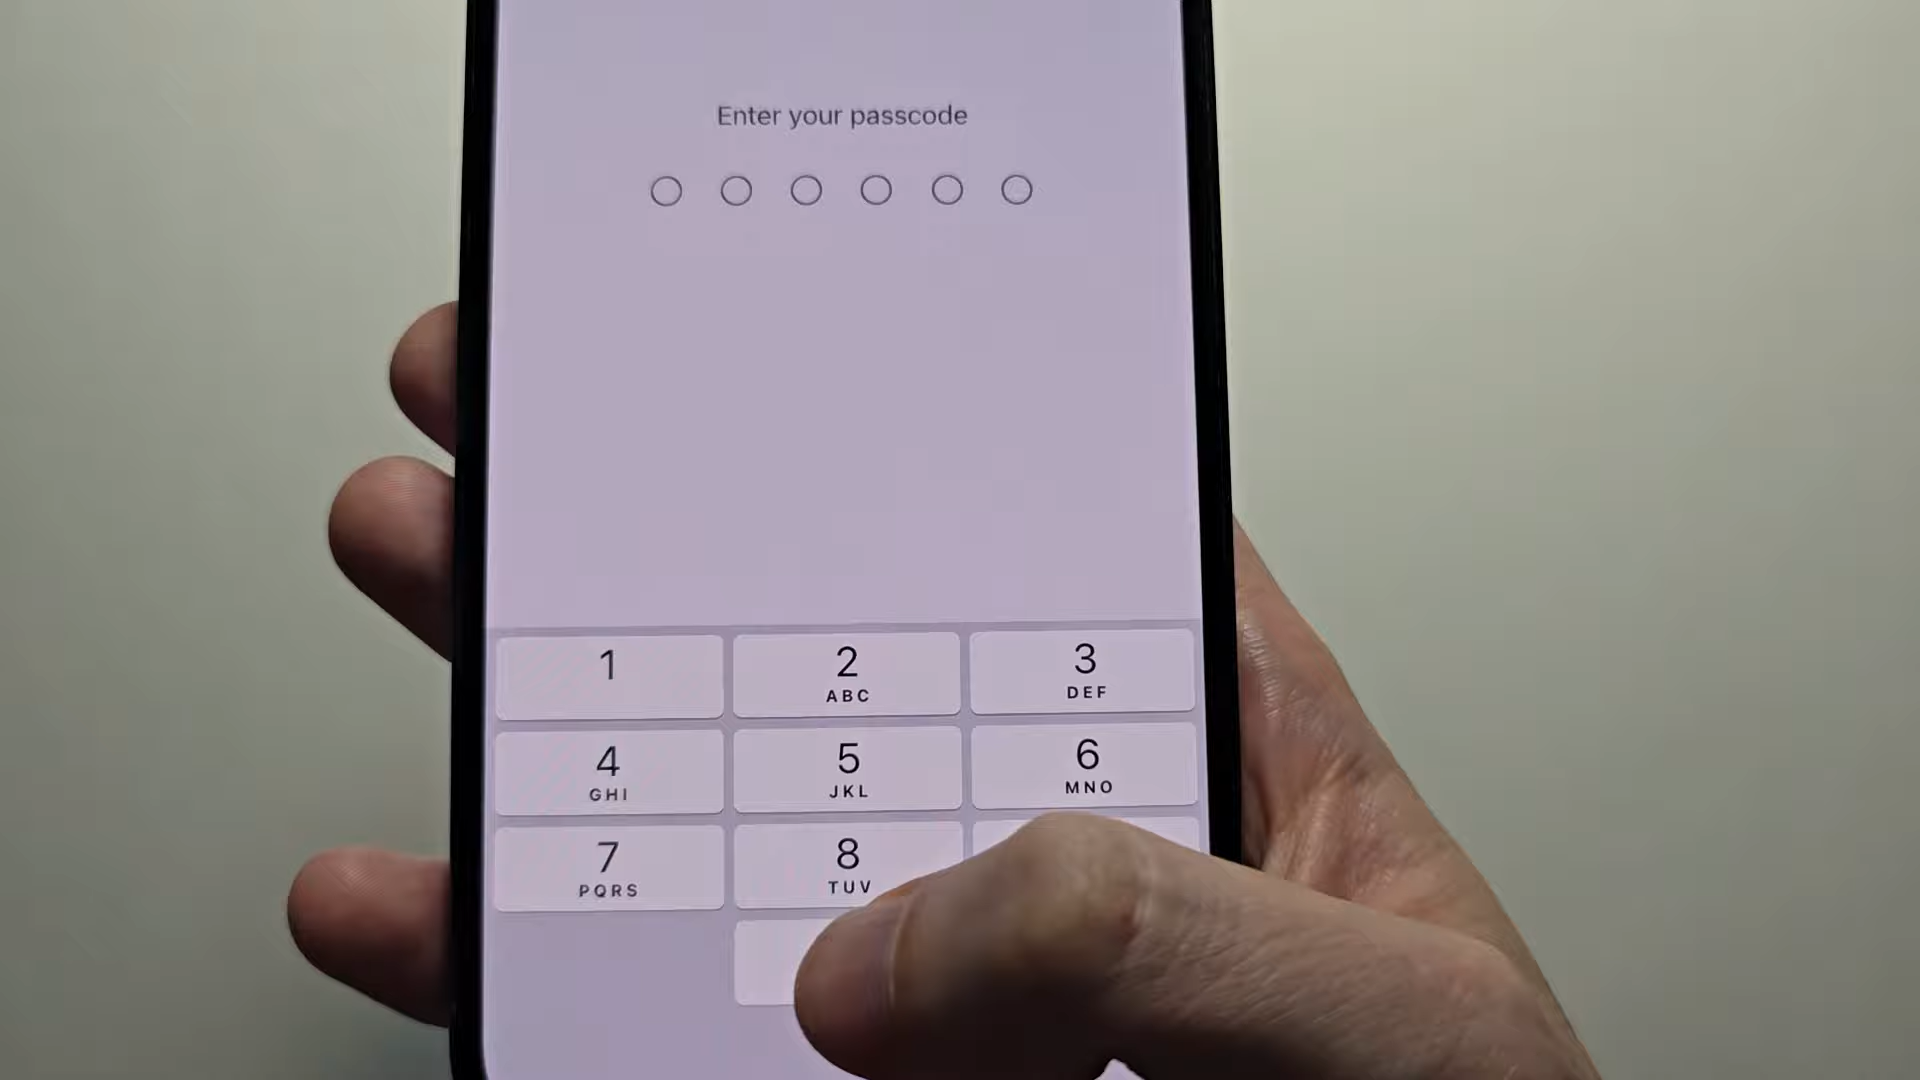 Enter your passcode
1
2
3
ABC
DEF
4
5
6
GHI
JKL
MNO
7
8
PQRS
TUV